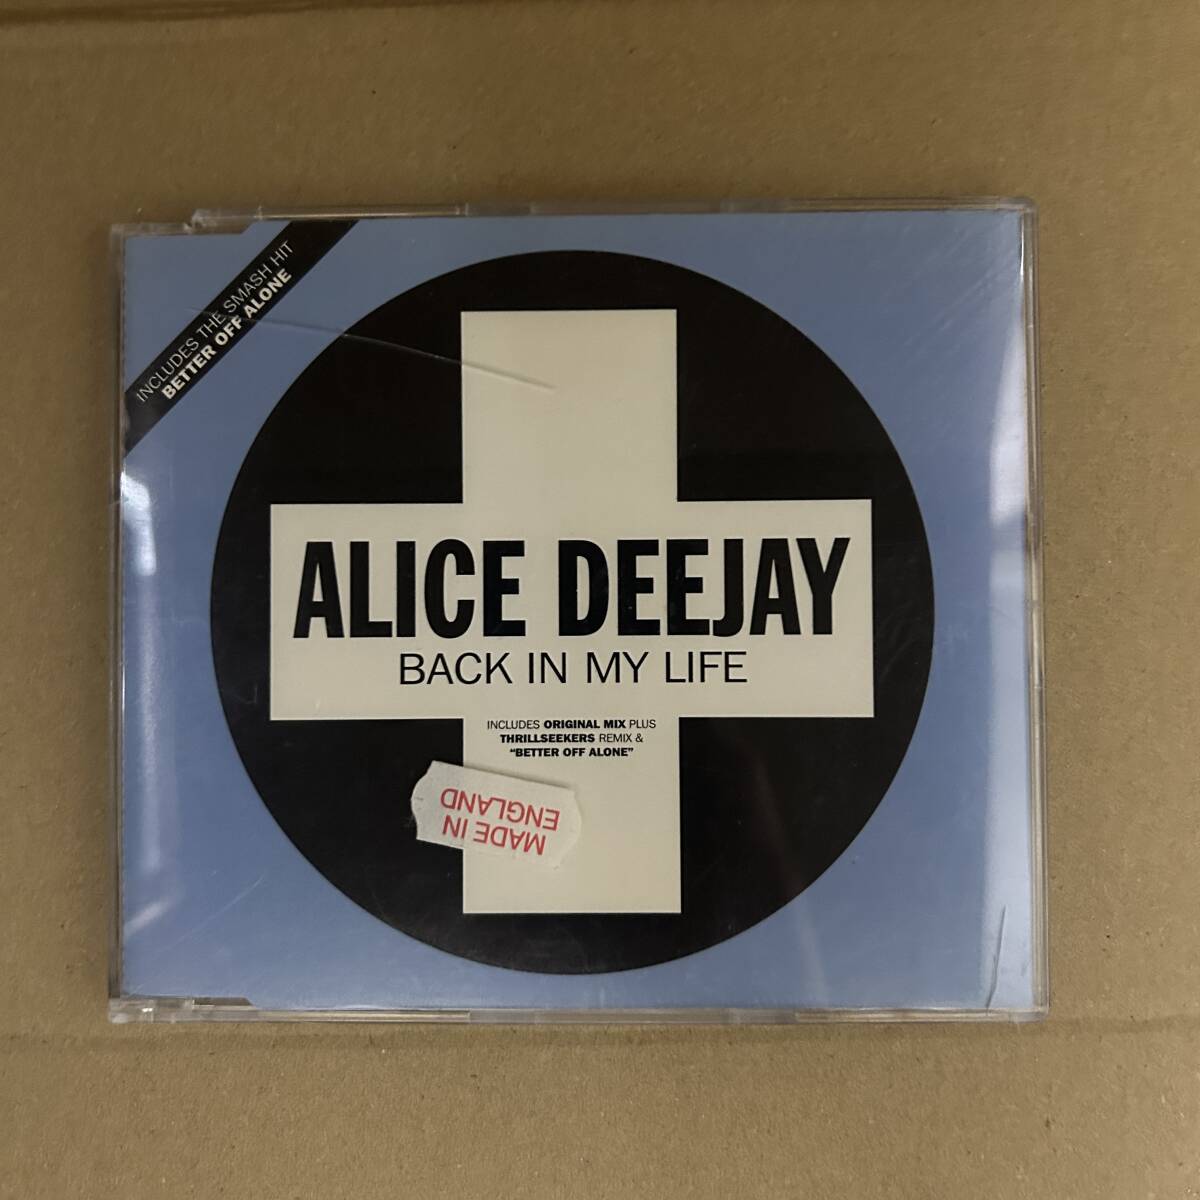 INCLUDES THE SMASH HIT
BETTER OFF ALONE
ALICE DEEJAY
BACK IN MY LIFE
INCLUDES ORIGINAL MIX PLUS
THRILLSEEKERS REMIX &
"BETTER OFF ALONE"
MADE IN
ENGLAND